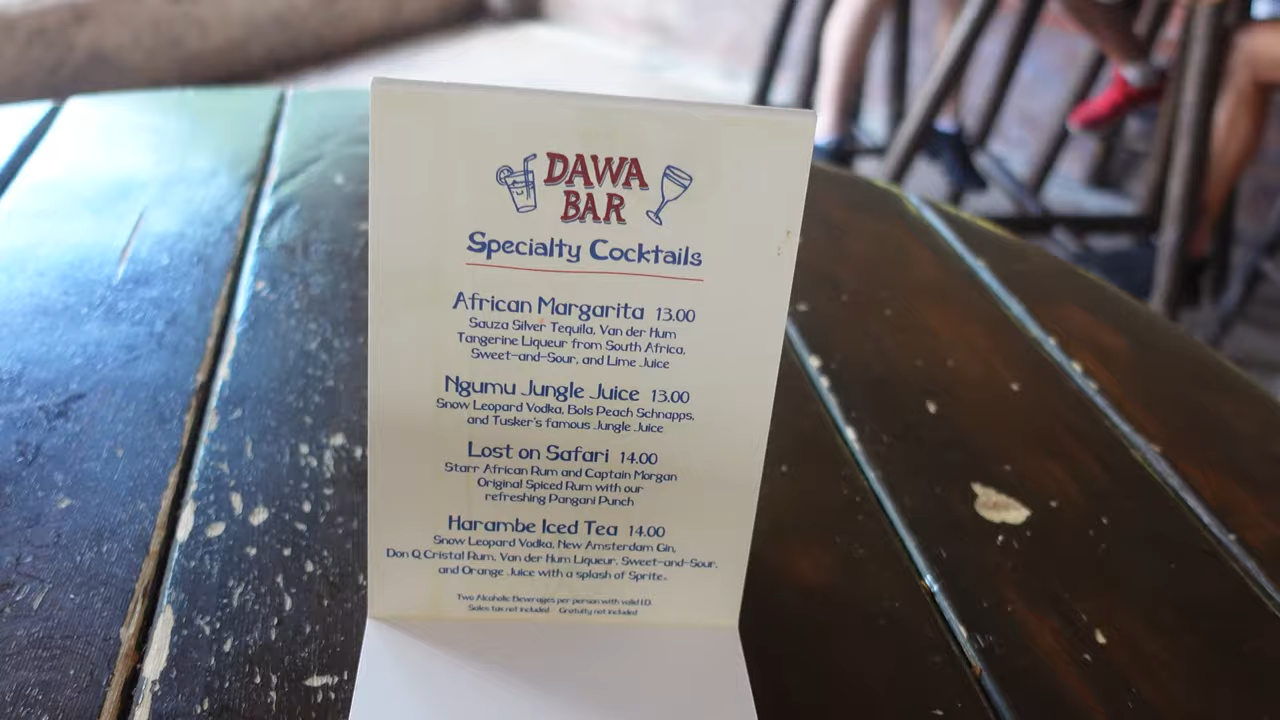 DAWA
BAR
Specialty Cocktails
African Margarita 13.00
Sauza Silver Tequila, Van der Hum
Tangerine Liqueur from South Africa,
Sweet-and-Sour, and Lime Juice
Ngumu Jungle Juice 13.00
Snow Leopard Vodka, Bols Peach Schnapps,
and Tusker's famous Jungle Juice
Lost on Safari 14.00
Starr African Rum and Captain Morgan
Original Spiced Rum with our
refreshing Pangani Punch
Harambe Iced Tea 14.00
Snow Leopard Vodka, New Amsterdam Gin,
Don Q Cristal Rum, Van der Hum Liqueur, Sweet-and-Sour,
and Orange Juice with a splash of Sprite.
Two Alcoholic Beverages per person with valid I.D.
Sales tax not included Gratuity not included